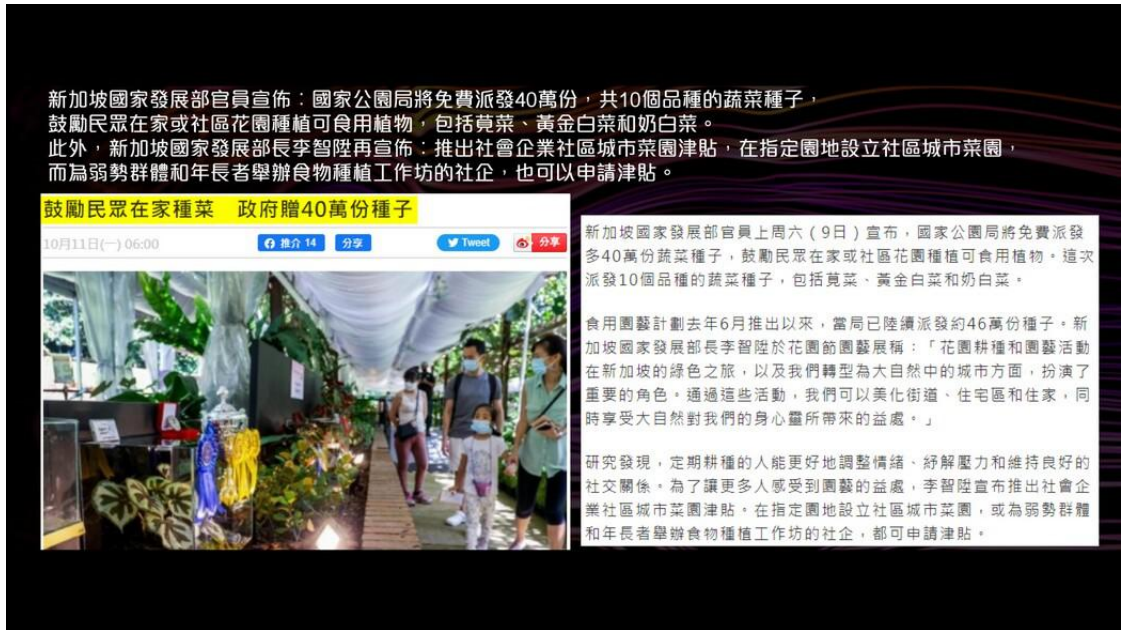 新加坡國家發展部官員宣佈：國家公園局將免費派發40萬份，共10個品種的蔬菜種子，
鼓勵民眾在家或社區花園種植可食用植物，包括莧菜、黃金白菜和奶白菜。
此外，新加坡國家發展部長李智陞再宣佈：推出社會企業社區城市菜園津貼，在指定園地設立社區城市菜園，
而為弱勢群體和年長者舉辦食物種植工作坊的社企，也可以申請津貼。
鼓勵民眾在家種菜　政府贈40萬份種子
10月11日(一) 06:00
推介 14
分享
Tweet
分享
新加坡國家發展部官員上周六（9日）宣布，國家公園局將免費派發
多40萬份蔬菜種子，鼓勵民眾在家或社區花園種植可食用植物。這次
派發10個品種的蔬菜種子，包括莧菜、黃金白菜和奶白菜。
食用園藝計劃去年6月推出以來，當局已陸續派發約46萬份種子。新
加坡國家發展部長李智陞於花園節園藝展稱：「花園耕種和園藝活動
在新加坡的綠色之旅，以及我們轉型為大自然中的城市方面，扮演了
重要的角色。通過這些活動，我們可以美化街道、住宅區和住家，同
時享受大自然對我們的身心靈所帶來的益處。」
研究發現，定期耕種的人能更好地調整情緒、紓解壓力和維持良好的
社交關係。為了讓更多人感受到園藝的益處，李智陞宣布推出社會企
業社區城市菜園津貼。在指定園地設立社區城市菜園，或為弱勢群體
和年長者舉辦食物種植工作坊的社企，都可申請津貼。